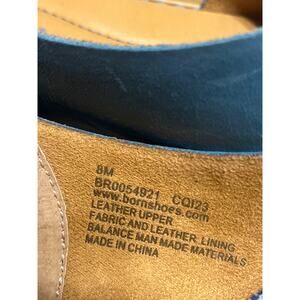 8M
BR0054921 CQI23
www.bornshoes.com
LEATHER UPPER
FABRIC AND LEATHER LINING
BALANCE MAN MADE MATERIALS
MADE IN CHINA